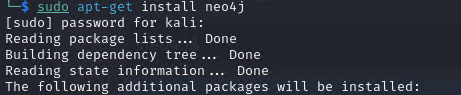 └─$ sudo apt-get install neo4j
[sudo] password for kali:
Reading package lists... Done
Building dependency tree... Done
Reading state information... Done
The following additional packages will be installed: